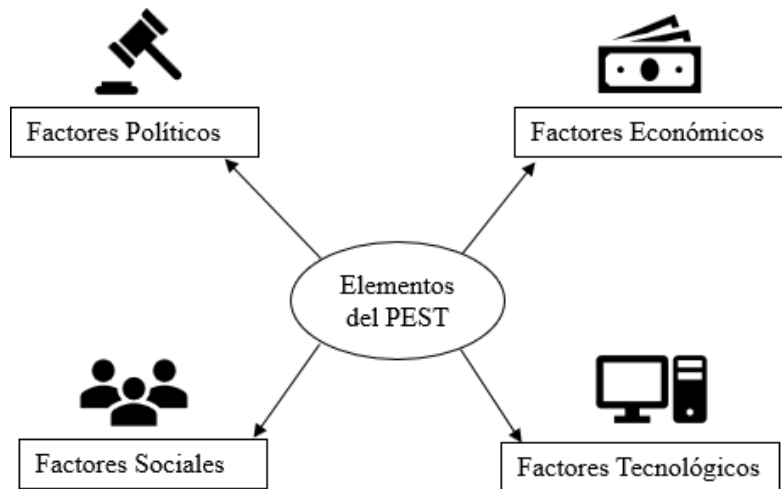 Factores Políticos
Factores Económicos
Elementos
del PEST
Factores Sociales
Factores Tecnológicos